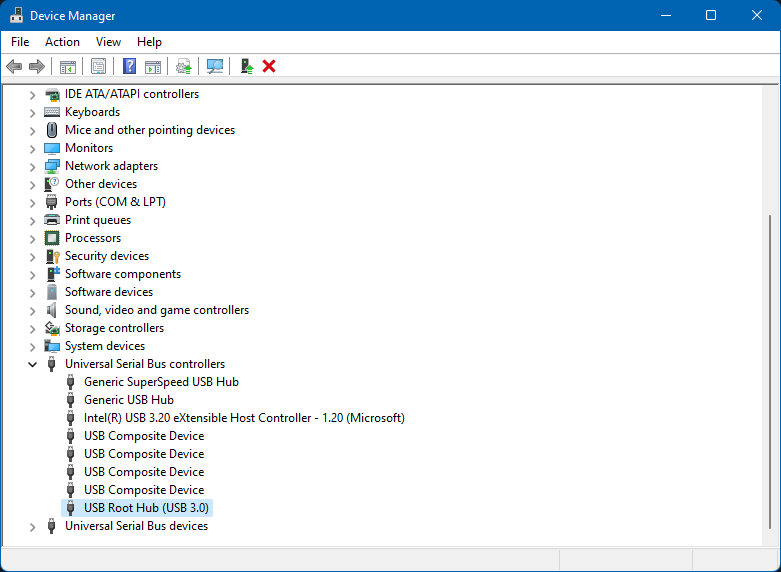 Device Manager
File Action View Help
IDE ATA/ATAPI controllers
Keyboards
Mice and other pointing devices
Monitors
Network adapters
Other devices
Ports (COM & LPT)
Print queues
Processors
Security devices
Software components
Software devices
Sound, video and game controllers
Storage controllers
System devices
Universal Serial Bus controllers
Generic SuperSpeed USB Hub
Generic USB Hub
Intel(R) USB 3.20 eXtensible Host Controller - 1.20 (Microsoft)
USB Composite Device
USB Composite Device
USB Composite Device
USB Composite Device
USB Root Hub (USB 3.0)
Universal Serial Bus devices